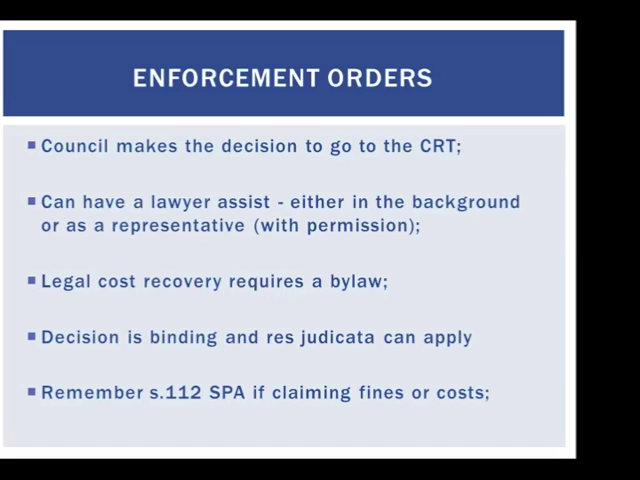 ENFORCEMENT ORDERS
▪ Council makes the decision to go to the CRT;
▪ Can have a lawyer assist - either in the background
or as a representative (with permission);
▪ Legal cost recovery requires a bylaw;
▪ Decision is binding and res judicata can apply
▪ Remember s.112 SPA if claiming fines or costs;